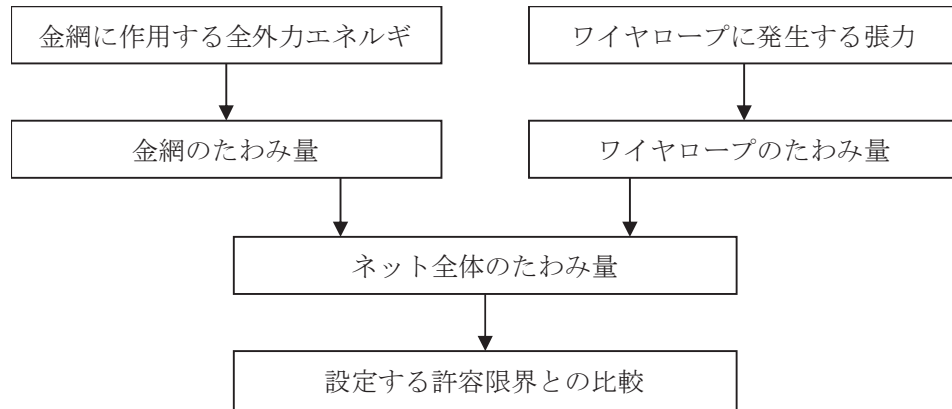 金網に作用する全外力エネルギ
ワイヤロープに発生する張力
金網のたわみ量
ワイヤロープのたわみ量
ネット全体のたわみ量
設定する許容限界との比較